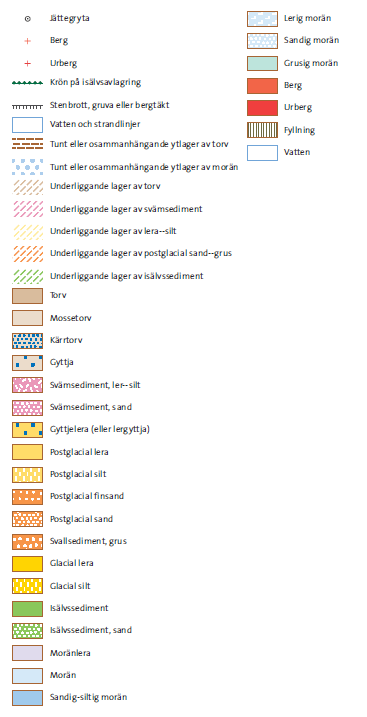 Jättegryta
Berg
Urberg
Krön på isälvsavlagring
Stenbrott, gruva eller bergtäkt
Vatten och strandlinjer
Tunt eller osammanhängande ytlager av torv
Tunt eller osammanhängande ytlager av morän
Underliggande lager av torv
Underliggande lager av svämsediment
Underliggande lager av lera--silt
Underliggande lager av postglacial sand--grus
Underliggande lager av isälvssediment
Torv
Mossetorv
Kärrtorv
Gyttja
Svämsediment, ler--silt
Svämsediment, sand
Gyttjelera (eller lergyttja)
Postglacial lera
Postglacial silt
Postglacial finsand
Postglacial sand
Svallsediment, grus
Glacial lera
Glacial silt
Isälvssediment
Isälvssediment, sand
Moränlera
Morän
Sandig-siltig morän
Lerig morän
Sandig morän
Grusig morän
Berg
Urberg
Fyllning
Vatten